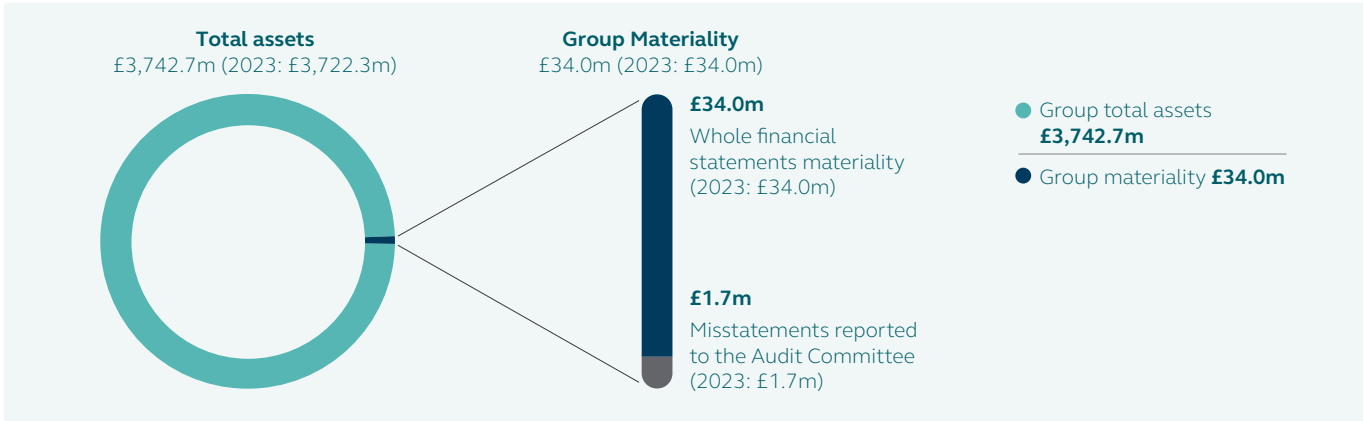 Total assets
£3,742.7m (2023: £3,722.3m)
Group Materiality
£34.0m (2023: £34.0m)
£34.0m
Whole financial
statements materiality
(2023: £34.0m)
£1.7m
Misstatements reported
to the Audit Committee
(2023: £1.7m)
Group total assets
£3,742.7m
Group materiality £34.0m